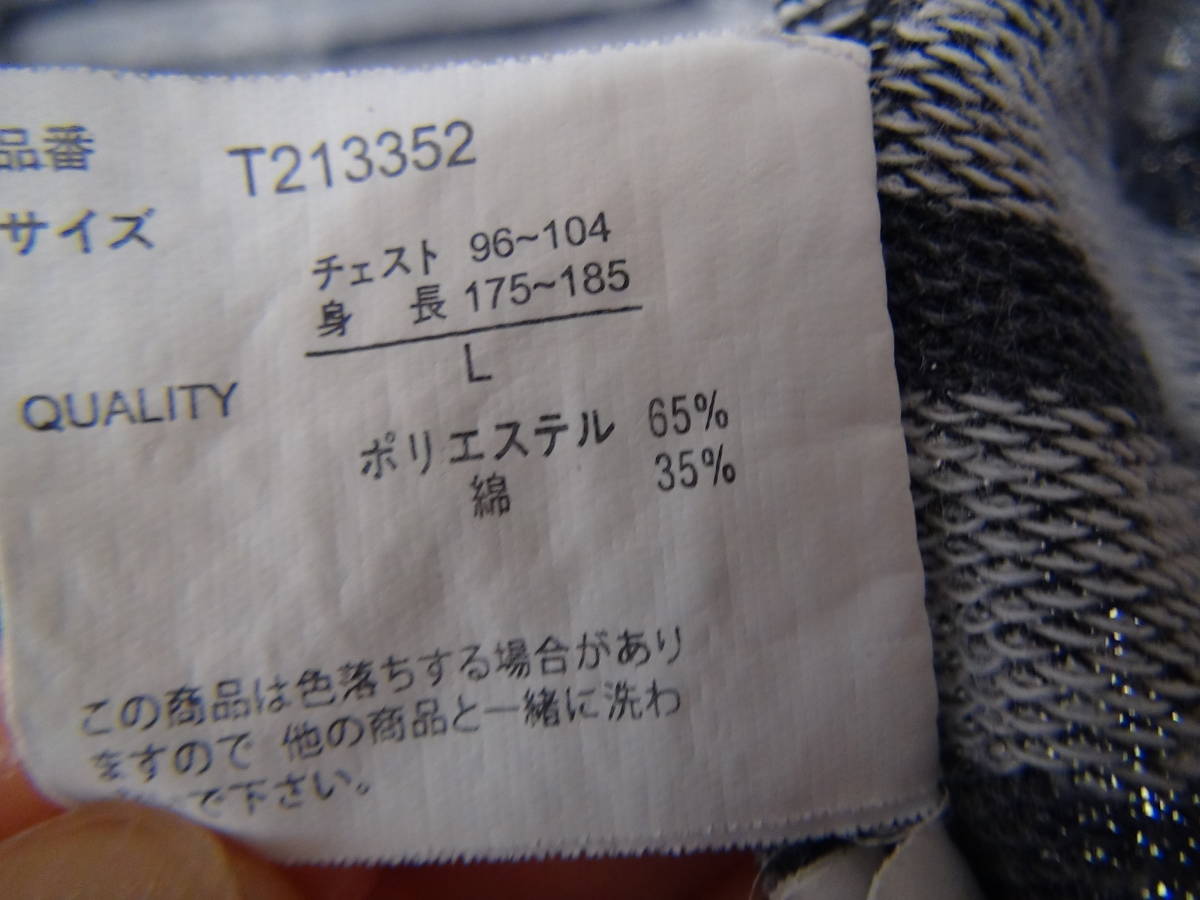 品番 T213352
サイズ
チェスト 96~104
身 長 175~185
L
QUALITY
ポリエステル 65%
綿 35%
この商品は色落ちする場合があり
ますので 他の商品と一緒に洗わ
で下さい。